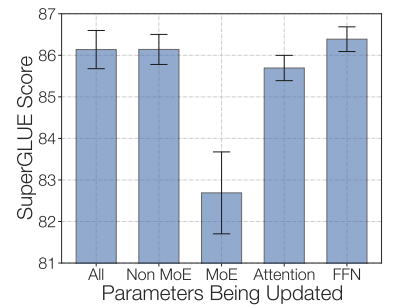 87
86
85
84
83
82
81
SuperGLUE Score
All Non MoE MoE Attention FFN
Parameters Being Updated